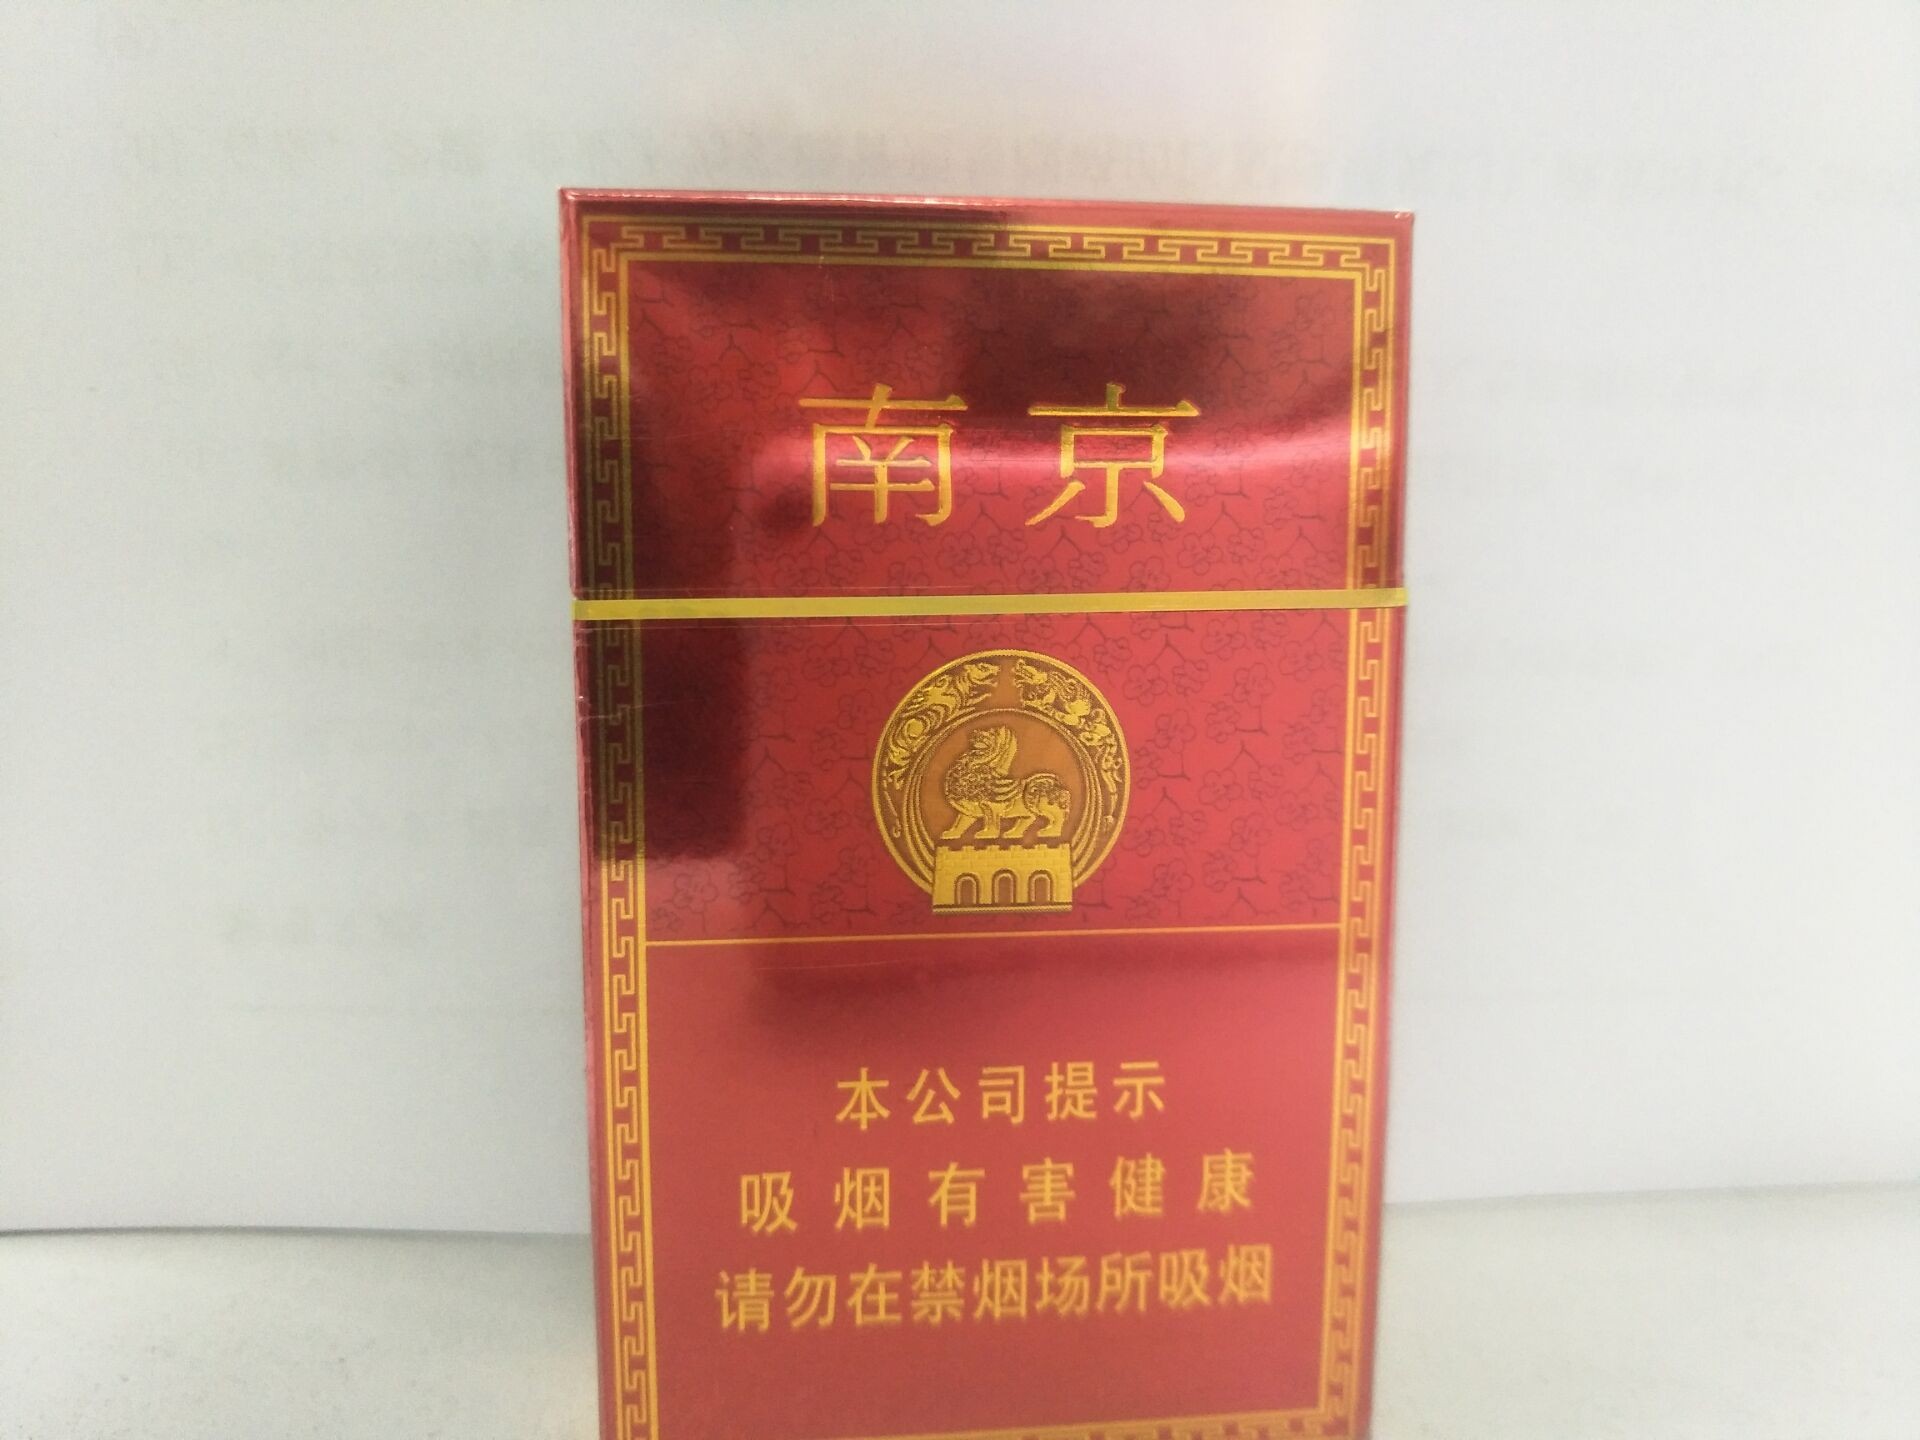 南京
本公司提示
吸烟有害健康
请勿在禁烟场所吸烟